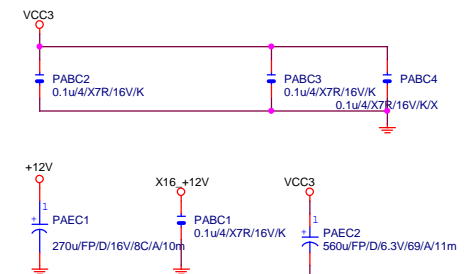 VCC3
PABC2
0.1u/4/X7R/16V/K
PABC3
0.1u/4/X7R/16V/K
PABC4
0.1u/4/X7R/16V/K/X
+12V
1
+
PAEC1
270u/FP/D/16V/8C/A/10m
X16_+12V
PABC1
0.1u/4/X7R/16V/K
VCC3
1
+
PAEC2
560u/FP/D/6.3V/69/A/11m